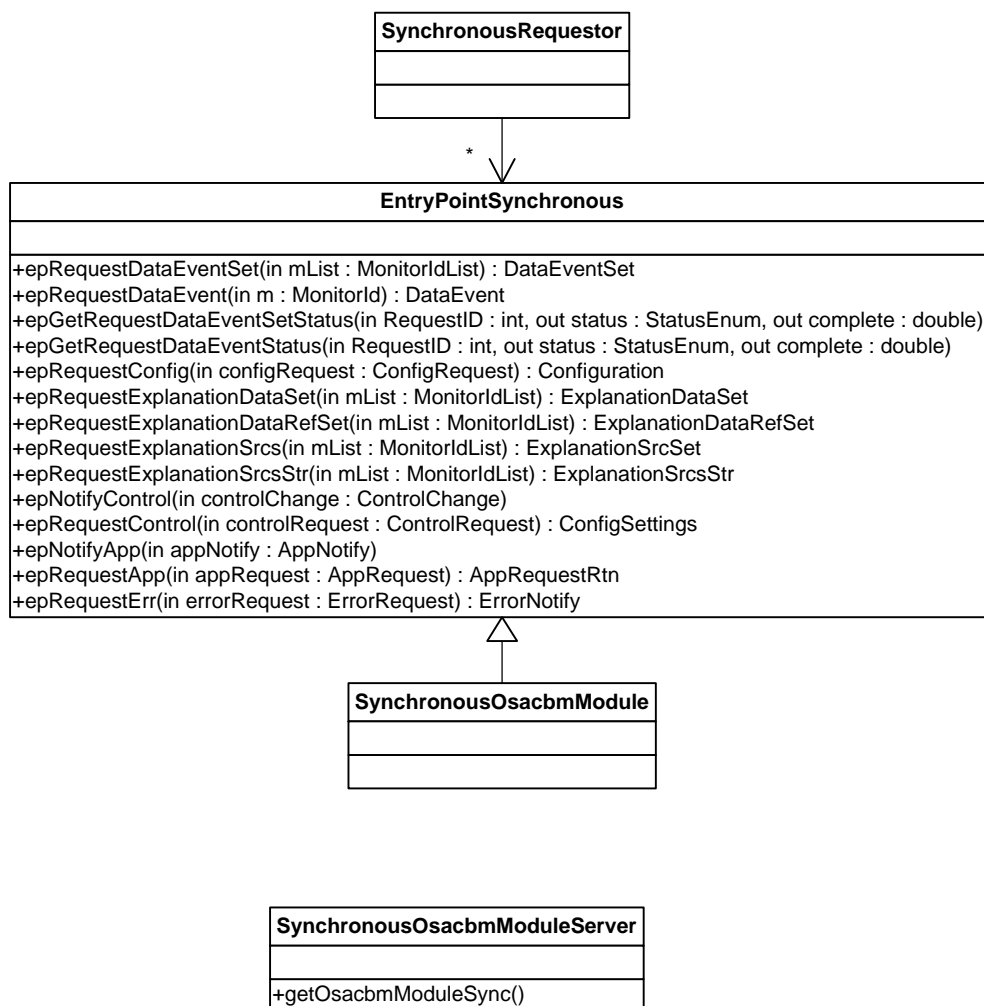 SynchronousRequestor
*
EntryPointSynchronous
+epRequestDataEventSet(in mList : MonitorIdList) : DataEventSet
+epRequestDataEvent(in m : MonitorId) : DataEvent
+epGetRequestDataEventSetStatus(in RequestID : int, out status : StatusEnum, out complete : double)
+epGetRequestDataEventStatus(in RequestID : int, out status : StatusEnum, out complete : double)
+epRequestConfig(in configRequest : ConfigRequest) : Configuration
+epRequestExplanationDataSet(in mList : MonitorIdList) : ExplanationDataSet
+epRequestExplanationDataRefSet(in mList : MonitorIdList) : ExplanationDataRefSet
+epRequestExplanationSrcs(in mList : MonitorIdList) : ExplanationSrcSet
+epRequestExplanationSrcsStr(in mList : MonitorIdList) : ExplanationSrcsStr
+epNotifyControl(in controlChange : ControlChange)
+epRequestControl(in controlRequest : ControlRequest) : ConfigSettings
+epNotifyApp(in appNotify : AppNotify)
+epRequestApp(in appRequest : AppRequest) : AppRequestRtn
+epRequestErr(in errorRequest : ErrorRequest) : ErrorNotify
SynchronousOsacbmModule
SynchronousOsacbmModuleServer
+getOsacbmModuleSync()